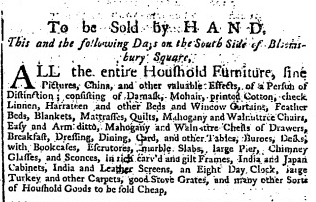 To be Sold by HAND,
This and the following Days on the South Side of Blooms-
bury Square,
ALL the entire Houshold Furniture, fine
Pictures, China, and other valuable Effects, of a Person of
Distinction; consisting of Damask, Mohair, printed Cotton, check
Linnen, Harrateen and other Beds and Window Curtains, Feather
Beds, Blankets, Mattrasses, Quilts, Mahogany and Walnuttree Chairs,
Easy and Arm ditto, Mahogany and Walnuttree Chests of Drawers,
Breakfast, Dressing, Dining, Card, and other Tables, Buroes, Desks,
with Bookcases, Escrutores, marble Slabs, large Pier, Chimney
Glasses, and Sconces, in rich carv'd and gilt Frames, India and Japan
Cabinets, India and Leather Screens, an Eight Day Clock, large
Turkey and other Carpets, good Stove Grates, and many other Sorts
of Houshold Goods to be sold Cheap,